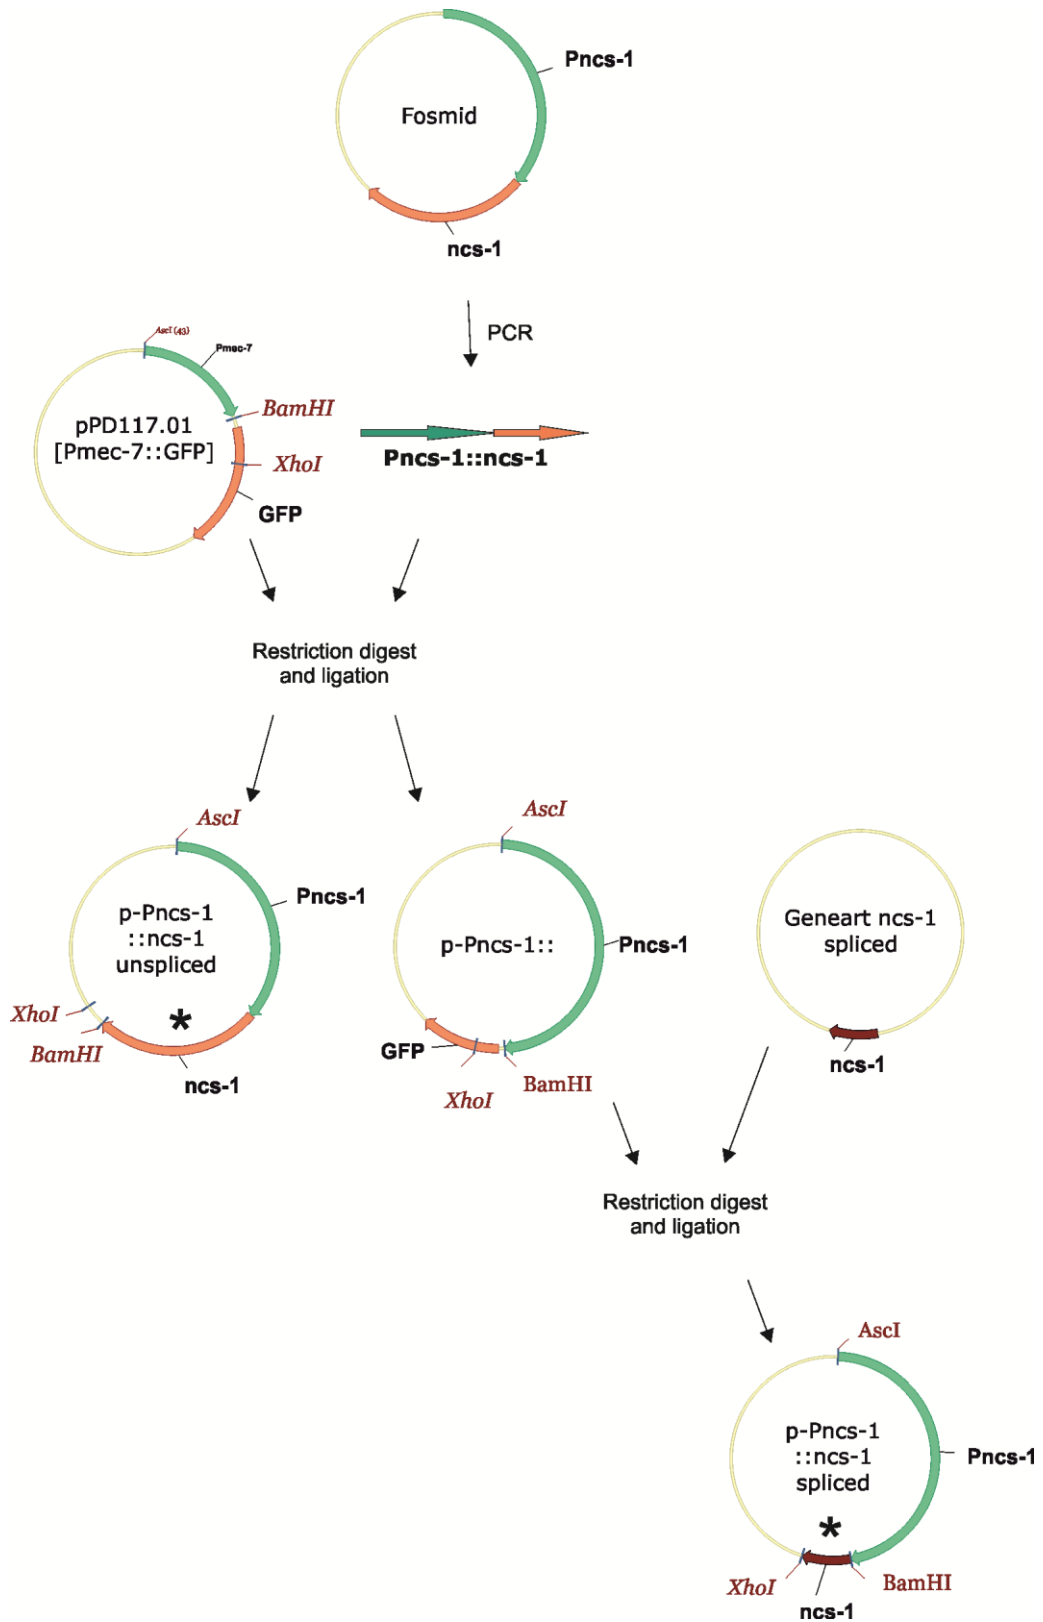 Pncs-1
Fosmid
ncs-1
PCR
AscI (43)
Pmec-7
BamHI
pPD117.01
[Pmec-7::GFP]
XhoI
GFP
Pncs-1::ncs-1
Restriction digest
and ligation
AscI
Pncs-1
p-Pncs-1
::ncs-1
unspliced
XhoI
BamHI
*
ncs-1
AscI
Pncs-1
p-Pncs-1::
GFP
XhoI
BamHI
Geneart ncs-1
spliced
ncs-1
Restriction digest
and ligation
AscI
Pncs-1
p-Pncs-1
::ncs-1
spliced
*
XhoI
BamHI
ncs-1